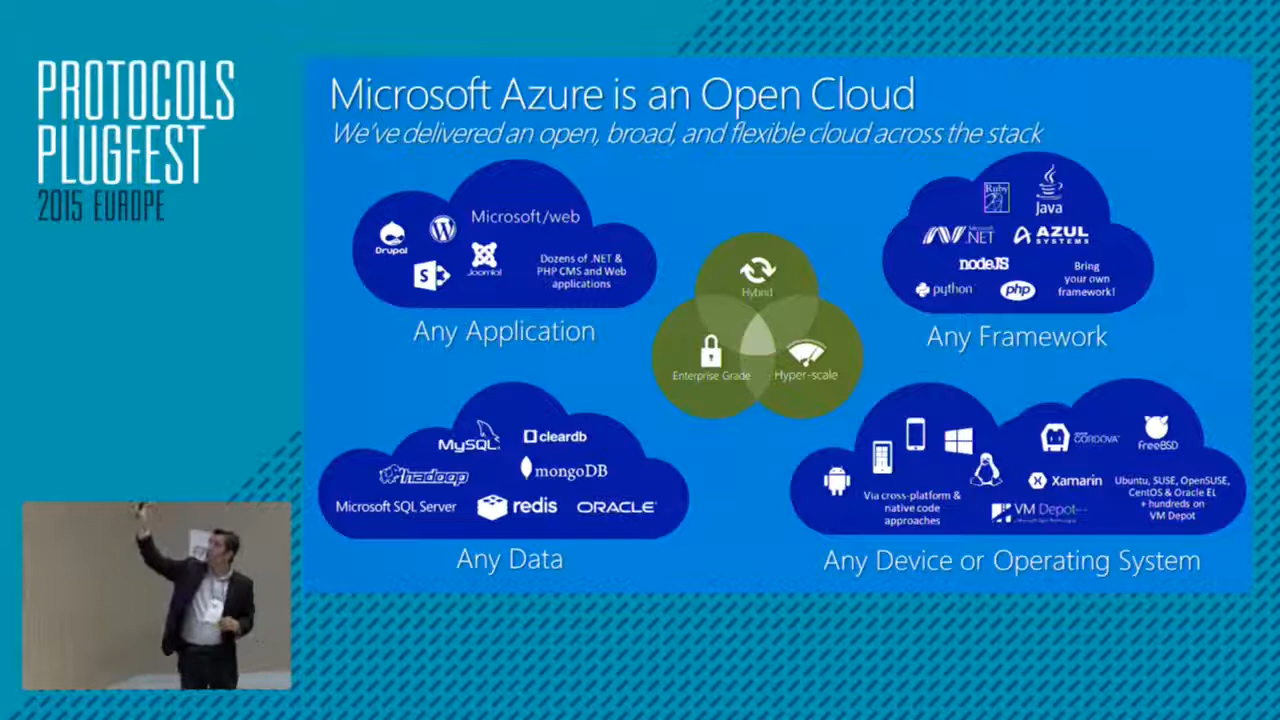 PROTOCOLS
PLUGFEST
2015 EUROPE
Microsoft Azure is an Open Cloud
We've delivered an open, broad, and flexible cloud across the stack
Drupal
Microsoft/web
Joomla!
Dozens of .NET &
PHP CMS and Web
applications
Any Application
Hybrid
Enterprise Grade
Hyper-scale
Ruby
Java
Microsoft
.NET
AZUL
SYSTEMS
nodeJS
python
php
Bring
your own
framework!
Any Framework
MySQL
cleardb
hadoop
mongoDB
Microsoft SQL Server
redis
ORACLE
Any Data
Via cross-platform &
native code
approaches
CORDOVA
FreeBSD
Xamarin
VM Depot
Ubuntu, SUSE, OpenSUSE,
CentOS & Oracle EL
+ hundreds on
VM Depot
Any Device or Operating System